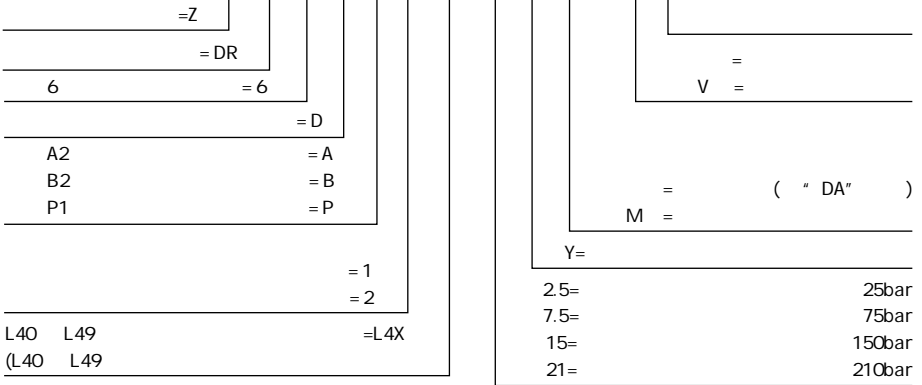 =Z
= DR
6 = 6
= D
A2 = A
B2 = B
P1 = P
= 1
= 2
L40 L49 =L4X
(L40 L49
=
V =
= ( “ DA” )
M =
Y=
2.5= 25bar
7.5= 75bar
15= 150bar
21= 210bar